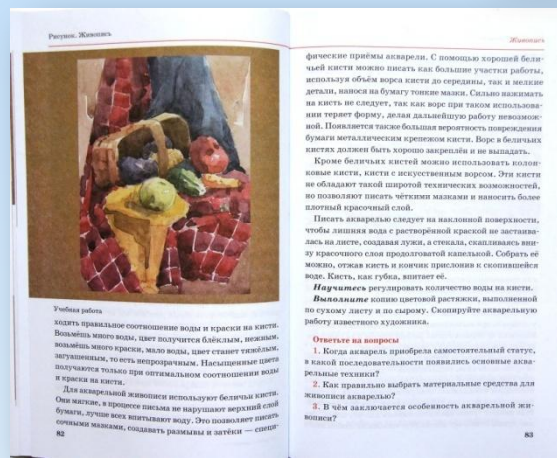 Рисунок. Живопись
Учебная работа
ходить правильное соотношение воды и краски на кисти.
Возьмёшь много воды, цвет получится блёклым, нежным,
возьмёшь много краски, мало воды, цвет станет тяжёлым,
загушенным, то есть непрозрачным. Насыщенные цвета
получаются только при оптимальном соотношении воды
и краски на кисти.
Для акварельной живописи используют беличьи кисти.
Они мягкие, в процессе письма не нарушают верхний слой
бумаги, лучше всех впитывают воду. Это позволяет писать
сочными мазками, создавать размывы и затёки — специ-
82
Живопись
фические приёмы акварели. С помощью хорошей бели-
чьей кисти можно писать как большие участки работы,
используя объём ворса кисти до середины, так и мелкие
детали, нанося на бумагу тонкие мазки. Сильно нажимать
на кисть не следует, так как ворс при таком использова-
нии теряет форму, делая дальнейшую работу невозмож-
ной. Появляется также большая вероятность повреждения
бумаги металлическим крепежом кисти. Ворс в беличьих
кистях должен быть хорошо закреплён и не выпадать.
Кроме беличьих кистей можно использовать колон-
ковые кисти, кисти с искусственным ворсом. Эти кисти
не обладают такой широтой технических возможностей,
но позволяют писать чёткими мазками и наносить более
плотный красочный слой.
Писать акварелью следует на наклонной поверхности,
чтобы лишняя вода с растворённой краской не застаива-
лась на листе, создавая лужи, а стекала, скапливаясь вни-
зу красочного слоя продолговатой капелькой. Собрать её
можно, отжав кисть и кончик прислонив к скопившейся
воде. Кисть, как губка, впитает её.
Научитесь регулировать количество воды на кисти.
Выполните копию цветовой растяжки, выполненной
по сухому листу и по сырому. Скопируйте акварельную
работу известного художника.
Ответьте на вопросы
1. Когда акварель приобрела самостоятельный статус,
в какой последовательности появились основные аква-
рельные техники?
2. Как правильно выбрать материальные средства для
живописи акварелью?
3. В чём заключается особенность акварельной жи-
вописи?
83